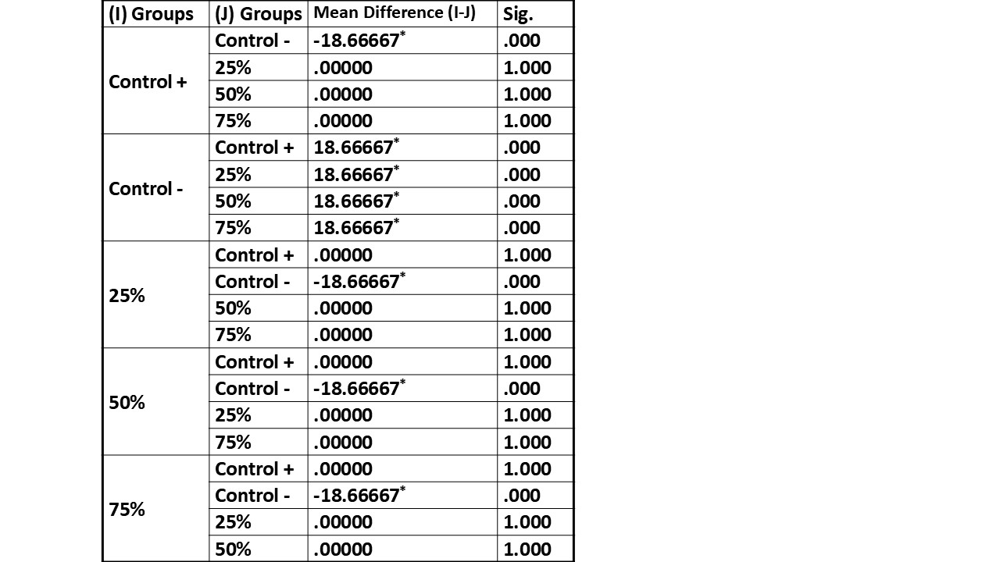 (I) Groups (J) Groups Mean Difference (I-J) Sig.
Control + Control - -18.66667* .000
25% .00000 1.000
50% .00000 1.000
75% .00000 1.000
Control - Control + 18.66667* .000
25% 18.66667* .000
50% 18.66667* .000
75% 18.66667* .000
25% Control + .00000 1.000
Control - -18.66667* .000
50% .00000 1.000
75% .00000 1.000
50% Control + .00000 1.000
Control - -18.66667* .000
25% .00000 1.000
75% .00000 1.000
75% Control + .00000 1.000
Control - -18.66667* .000
25% .00000 1.000
50% .00000 1.000